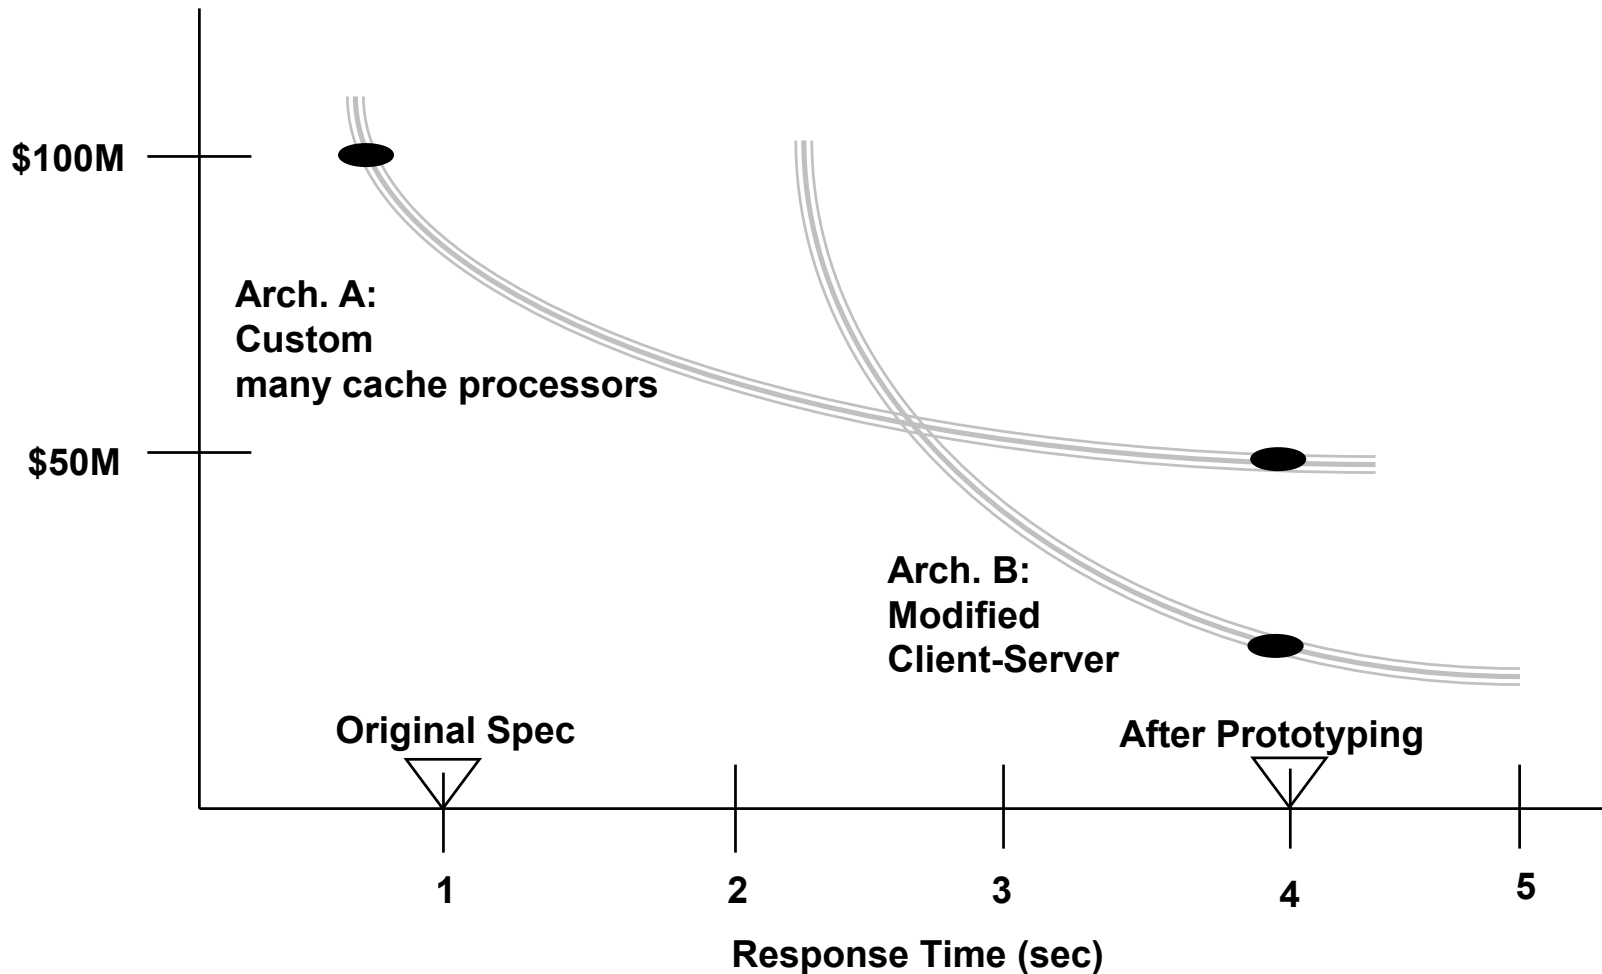 $100M
Arch. A:
Custom
many cache processors
$50M
Arch. B:
Modified
Client-Server
Original Spec
After Prototyping
1
2
3
4
5
Response Time (sec)